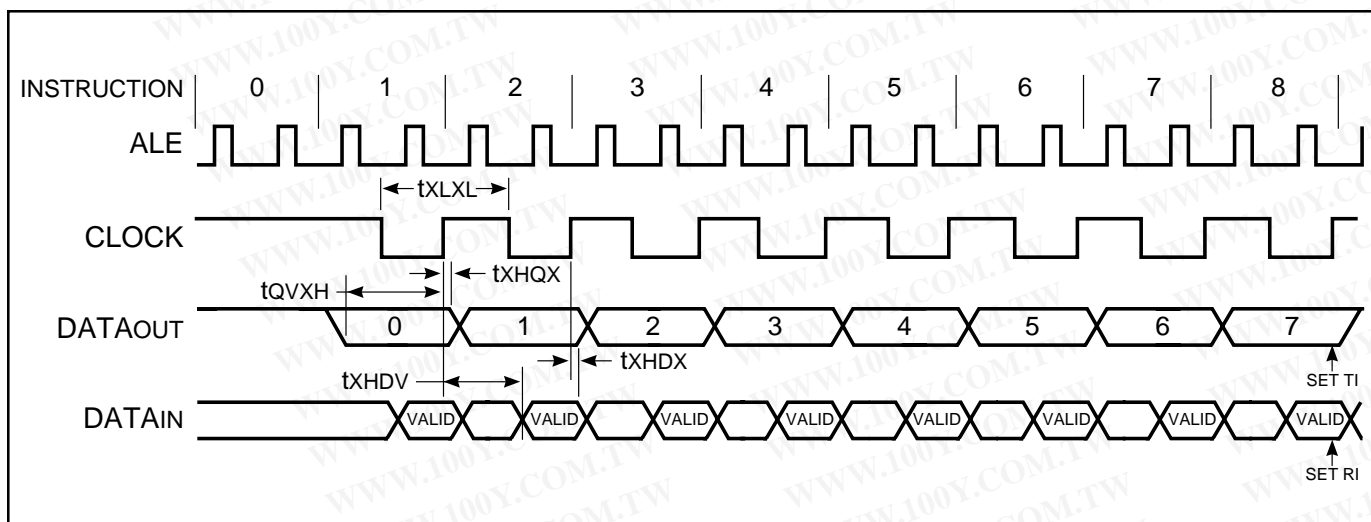 INSTRUCTION 0 1 2 3 4 5 6 7 8
ALE
tXLXL
CLOCK
tXHQX
tQVXH
DATAOUT 0 1 2 3 4 5 6 7
tXHDX
tXHDV
SET TI
DATAIN VALID VALID VALID VALID VALID VALID VALID VALID
SET RI
WWW.100Y.COM.TW